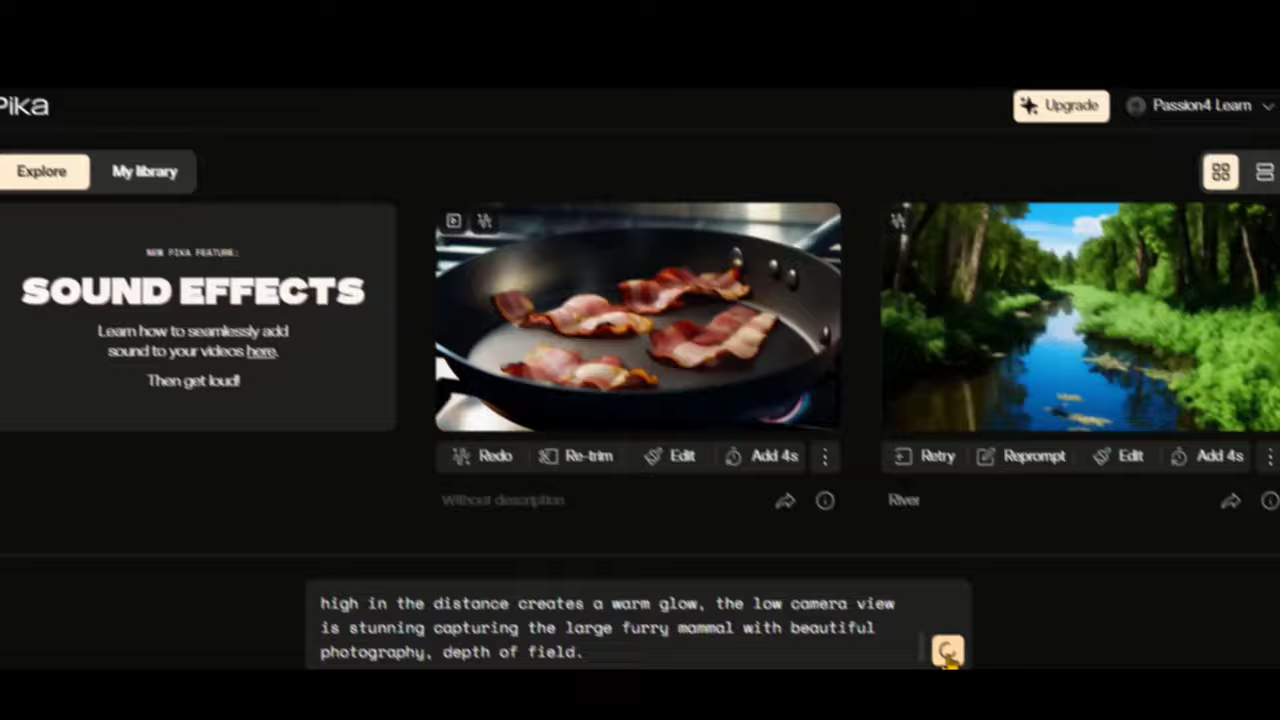 Pika
Upgrade
Passion4 Learn
Explore
My library
NEW PIKA FEATURE:
SOUND EFFECTS
Learn how to seamlessly add
sound to your videos here.
Then get loud!
Redo
Re-trim
Edit
Add 4s
Retry
Reprompt
Edit
Add 4s
Without description
River
high in the distance creates a warm glow, the low camera view
is stunning capturing the large furry mammal with beautiful
photography, depth of field.